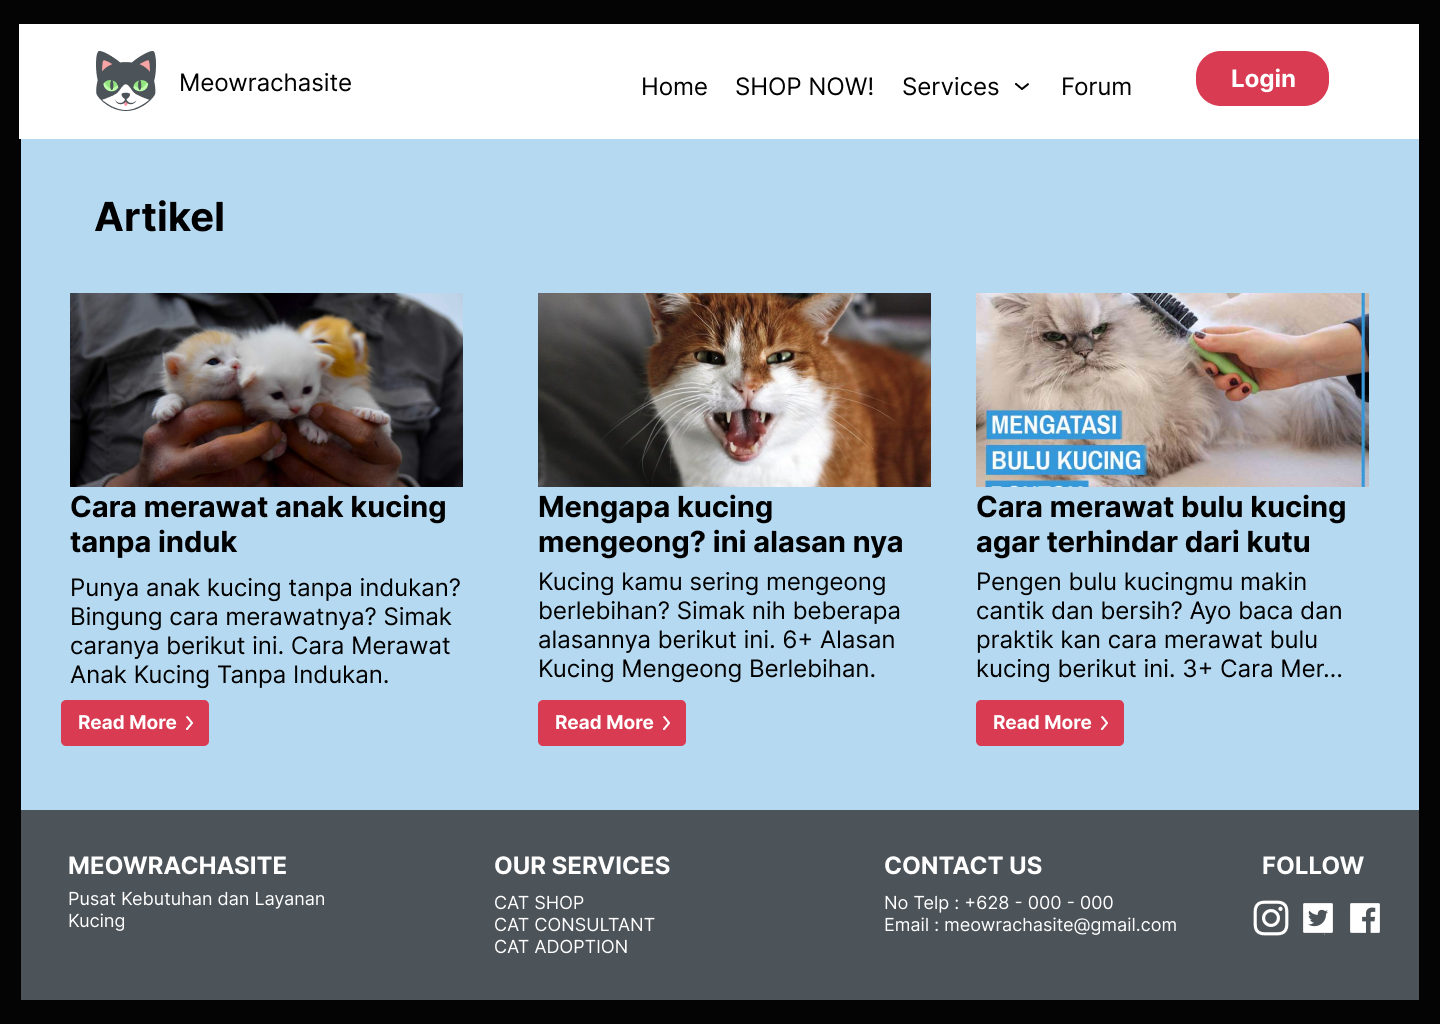 Meowrachasite
Home
SHOP NOW!
Services
Forum
Login
Artikel
MENGATASI
BULU KUCING
Cara merawat anak kucing
tanpa induk
Punya anak kucing tanpa indukan?
Bingung cara merawatnya? Simak
caranya berikut ini. Cara Merawat
Anak Kucing Tanpa Indukan.
Read More
Mengapa kucing
mengeong? ini alasan nya
Kucing kamu sering mengeong
berlebihan? Simak nih beberapa
alasannya berikut ini. 6+ Alasan
Kucing Mengeong Berlebihan.
Read More
Cara merawat bulu kucing
agar terhindar dari kutu
Pengen bulu kucingmu makin
cantik dan bersih? Ayo baca dan
praktik kan cara merawat bulu
kucing berikut ini. 3+ Cara Mer...
Read More
MEOWRACHASITE
Pusat Kebutuhan dan Layanan
Kucing
OUR SERVICES
CAT SHOP
CAT CONSULTANT
CAT ADOPTION
CONTACT US
No Telp : +628 - 000 - 000
Email : meowrachasite@gmail.com
FOLLOW